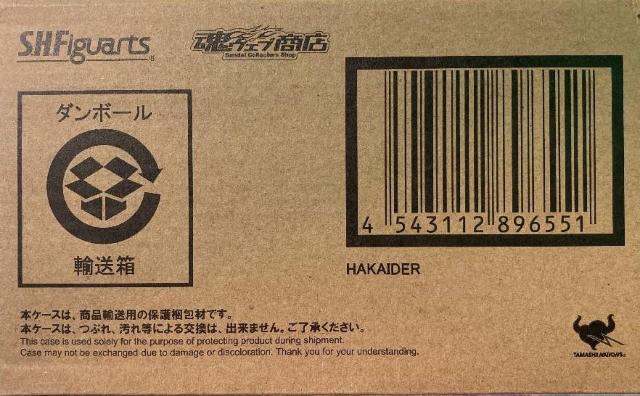 S.H.Figuarts
魂ウェブ商店
ダンボール
輸送箱
4 543112 896551
HAKAIDER
本ケースは、商品輸送用の保護梱包材です。
本ケースは、つぶれ、汚れ等による交換は、出来ません。ご了承ください。
This case is used solely for the purpose of protecting product during shipment.
Case may not be exchanged due to damage or discoloration. Thank you for your understanding.
TAMASHII NATIONS